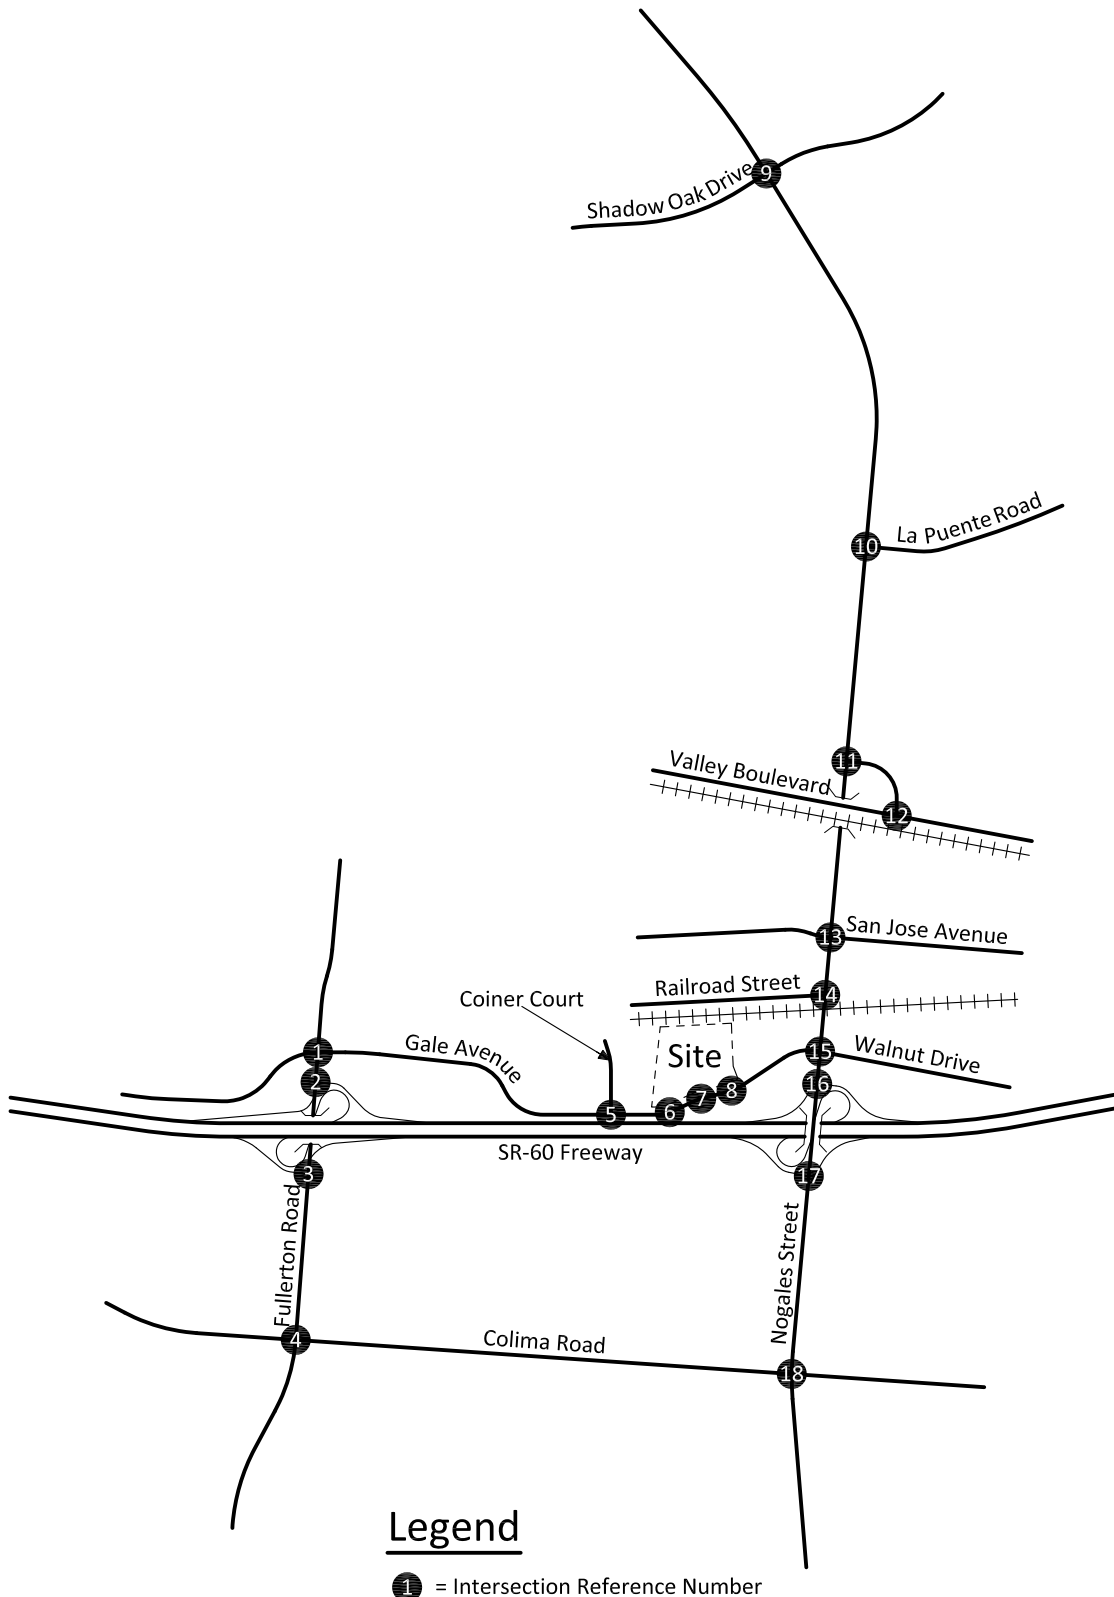 9
Shadow Oak Drive
La Puente Road
10
11
Valley Boulevard
12
San Jose Avenue
13
Railroad Street
14
Coiner Court
1
Gale Avenue
Site
15
Walnut Drive
2
16
5
6
7
8
SR-60 Freeway
3
17
Fullerton Road
Nogales Street
4
Colima Road
18
Legend
1 = Intersection Reference Number